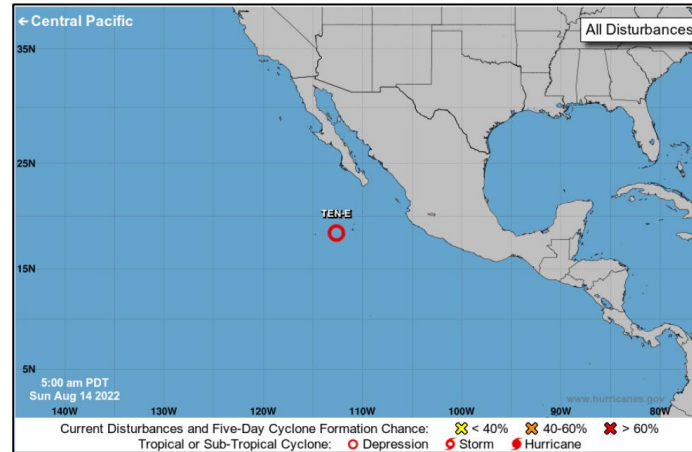 ← Central Pacific
All Disturbances
35N
25N
TEN-E
15N
5N
5:00 am PDT
Sun Aug 14 2022
www.hurricanes.gov
140W 130W 120W 110W 100W 90W 80W
Current Disturbances and Five-Day Cyclone Formation Chance: < 40% 40-60% > 60%
Tropical or Sub-Tropical Cyclone: Depression Storm Hurricane